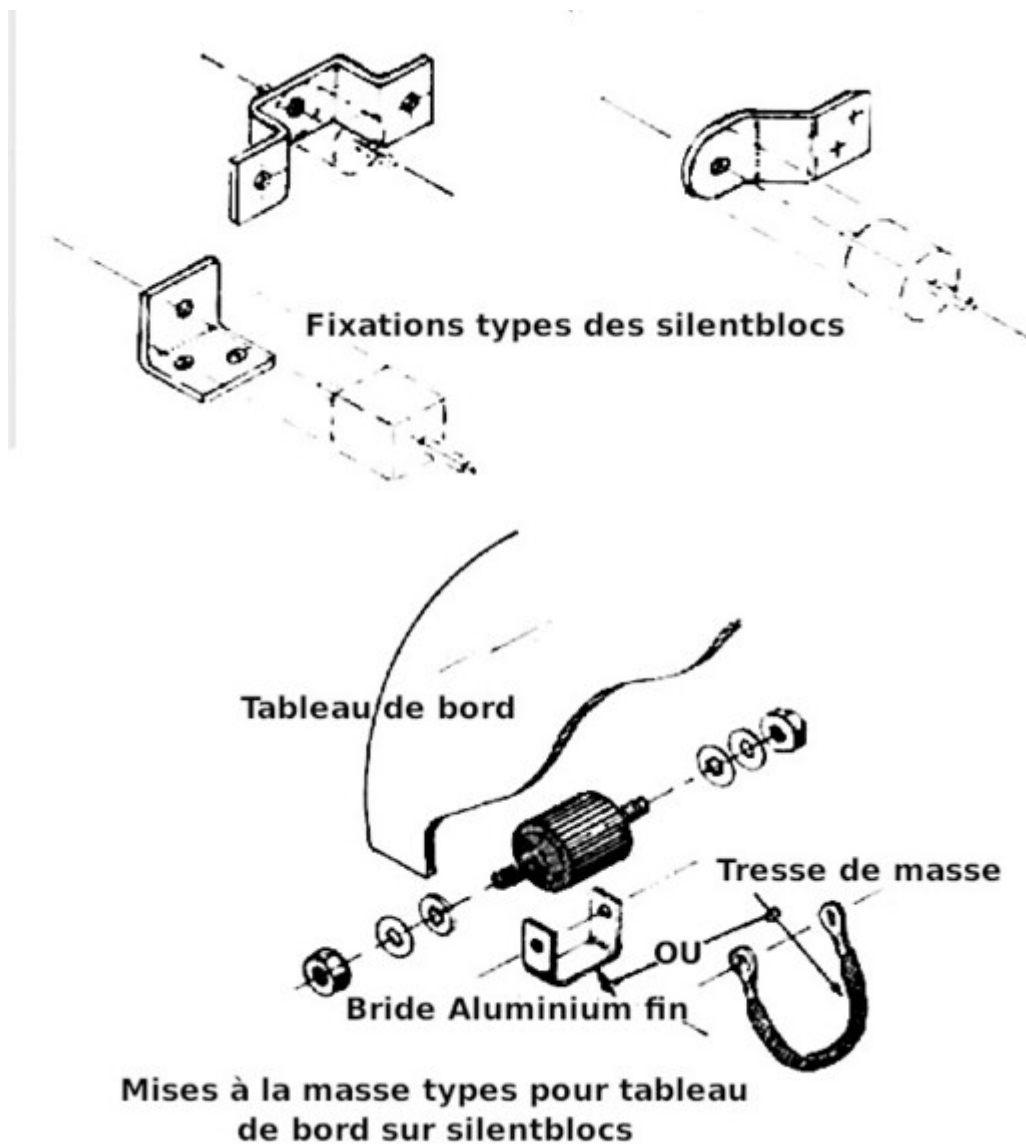 Fixations types des silentblocs
Tableau de bord
Tresse de masse
OU
Bride Aluminium fin
Mises à la masse types pour tableau
de bord sur silentblocs